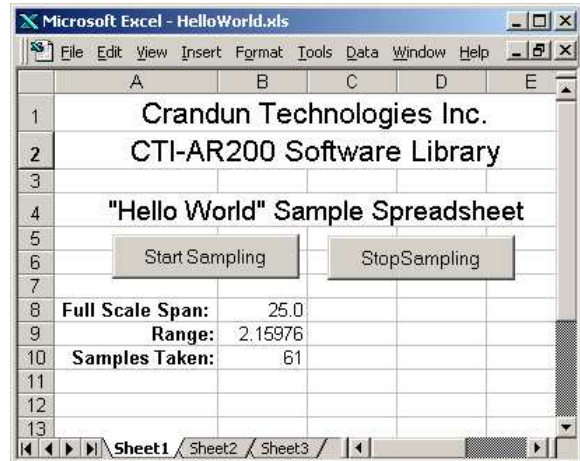 Microsoft Excel - HelloWorld.xls
File Edit View Insert Format Tools Data Window Help
A B C D E
1 Crandun Technologies Inc.
2 CTI-AR200 Software Library
3
4 "Hello World" Sample Spreadsheet
5
6 Start Sampling StopSampling
7
8 Full Scale Span: 25.0
9 Range: 2.15976
10 Samples Taken: 61
11
12
13
Sheet1 Sheet2 Sheet3